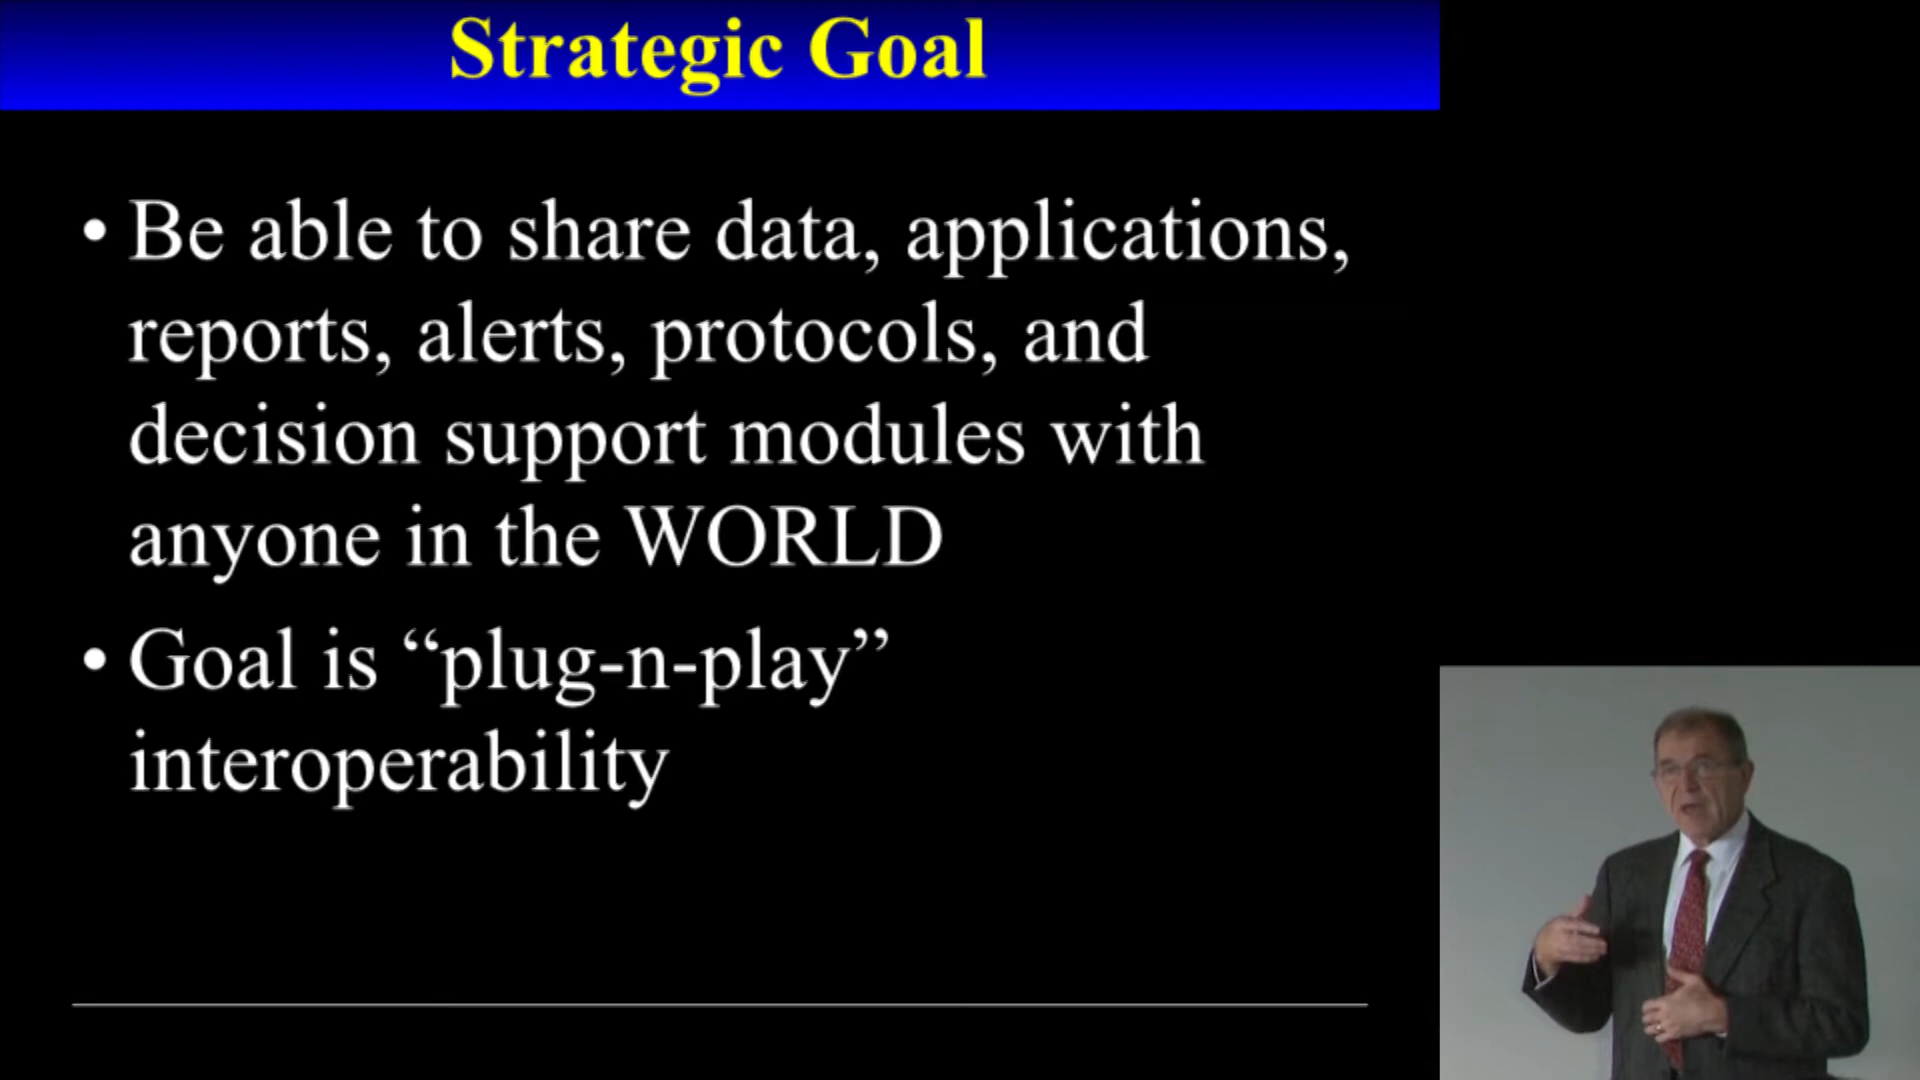 Strategic Goal
• Be able to share data, applications,
reports, alerts, protocols, and
decision support modules with
anyone in the WORLD
• Goal is “plug-n-play”
interoperability